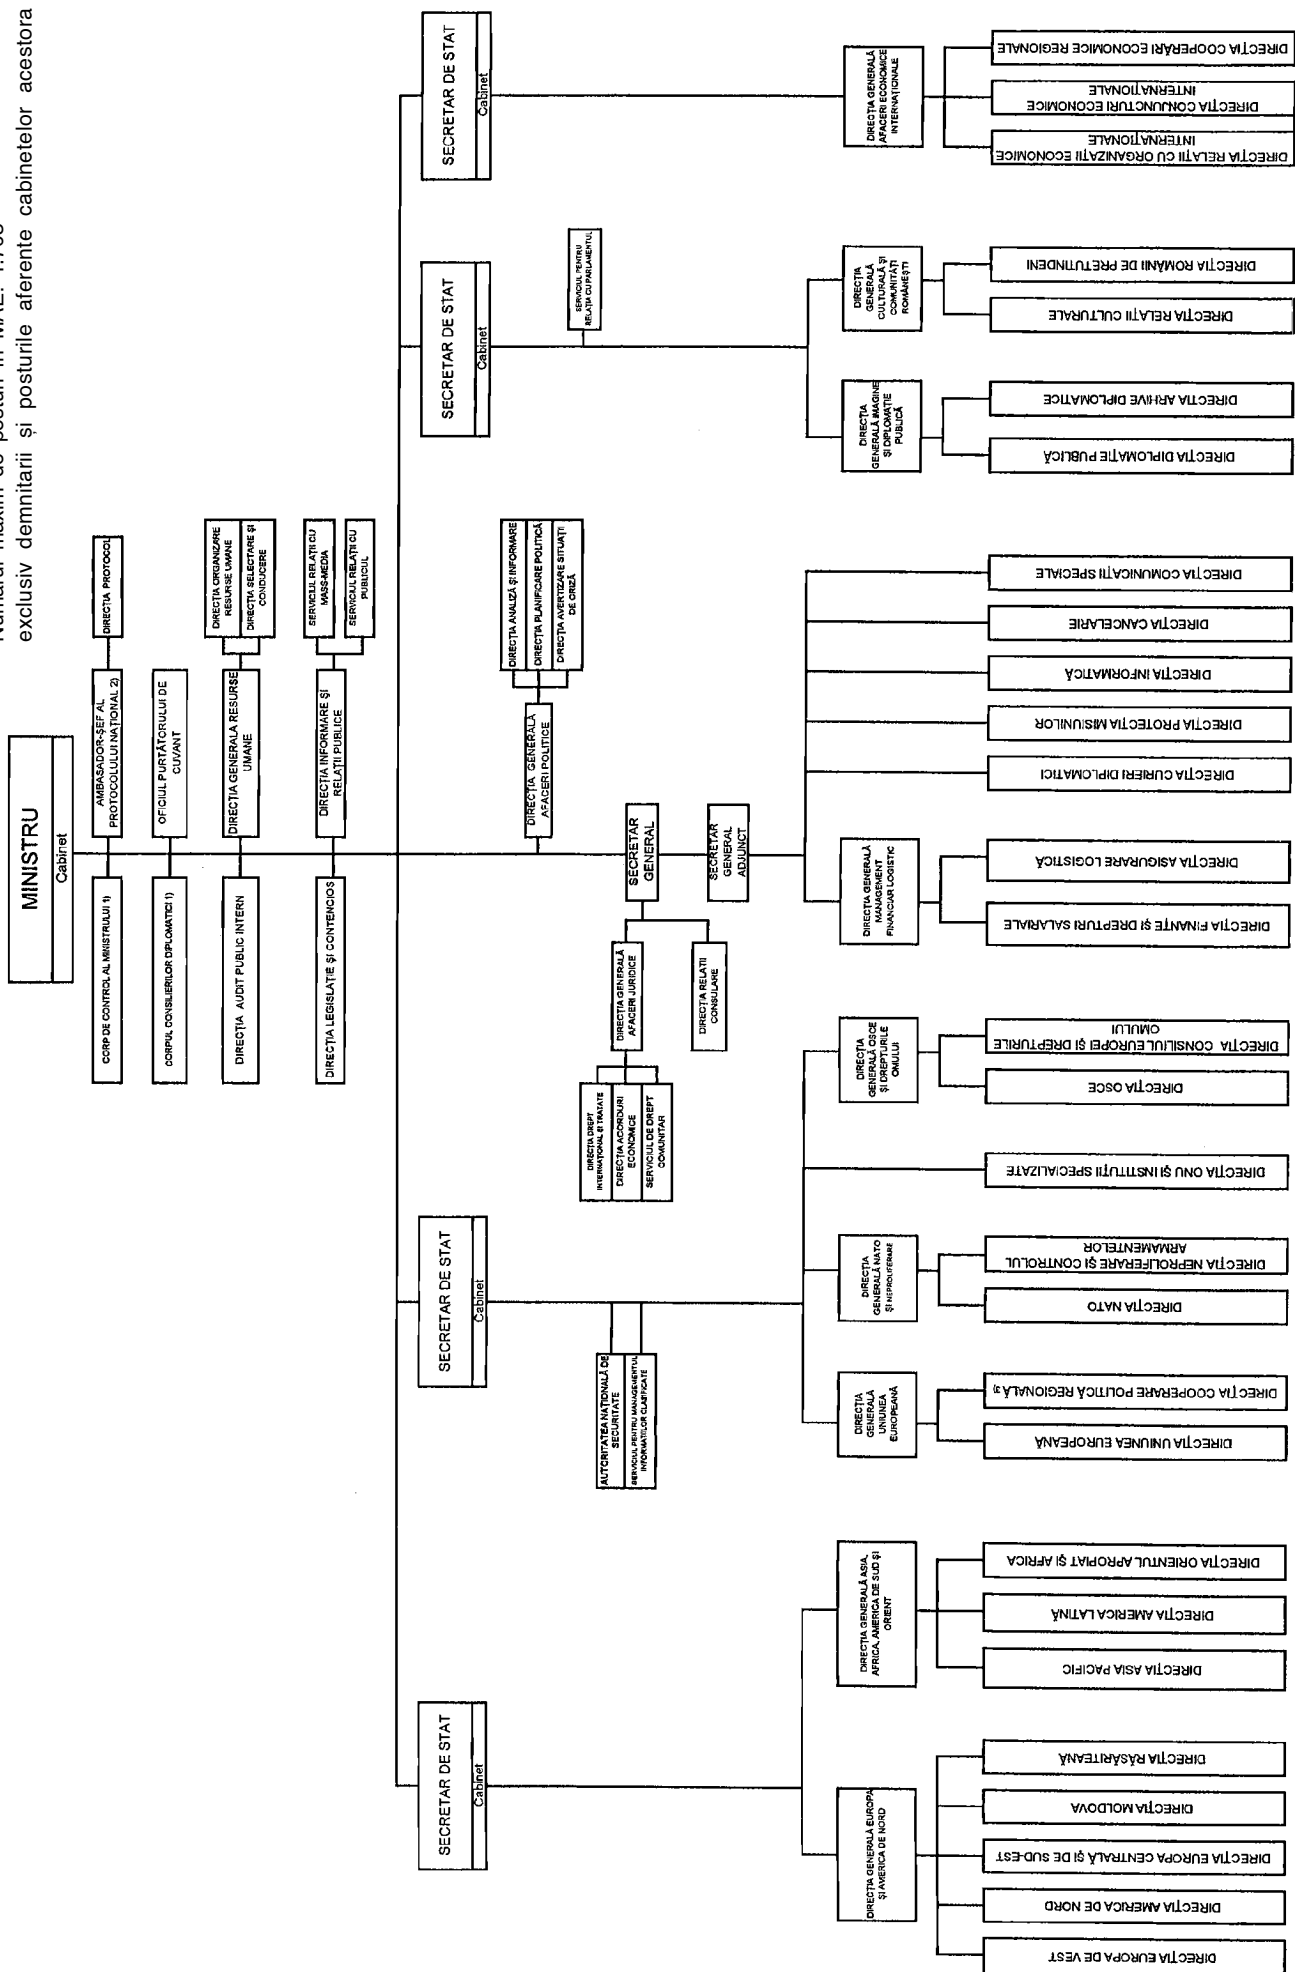 exclusiv demnitarii și posturile aferente cabinetelor acestora
MINISTRU
Cabinet
CORP DE CONTROL AL MINISTRULUI 1)
AMBASADOR-ȘEF AL
PROTOCOLULUI NAȚIONAL 2)
DIRECȚIA PROTOCOL
CORPUL CONSILIERILOR DIPLOMATICI 1)
OFICIUL PURTĂTORULUI DE
CUVANT
DIRECȚIA AUDIT PUBLIC INTERN
DIRECȚIA GENERALA RESURSE
UMANE
DIRECȚIA ORGANIZARE
RESURSE UMANE
DIRECȚIA SELECTARE ȘI
CONDUCERE
DIRECȚIA LEGISLAȚIE ȘI CONTENCIOS
DIRECȚIA INFORMARE ȘI
RELAȚII PUBLICE
SERVICIUL RELAȚII CU
MASS-MEDIA
SERVICIUL RELAȚII CU
PUBLICUL
SECRETAR DE STAT
Cabinet
SECRETAR DE STAT
Cabinet
SECRETAR DE STAT
Cabinet
SECRETAR DE STAT
Cabinet
DIRECȚIA GENERALĂ
AFACERI POLITICE
DIRECȚIA ANALIZĂ ȘI INFORMARE
DIRECȚIA PLANIFICARE POLITICĂ
DIRECȚIA AVERTIZARE SITUAȚII
DE CRIZĂ
SERVICIUL PENTRU
RELAȚIA CU PARLAMENTUL
AUTORITATEA NAȚIONALĂ DE
SECURITATE
SERVICIUL PENTRU MANAGEMENTUL
INFORMAȚIILOR CLASIFICATE
SECRETAR
GENERAL
SECRETAR
GENERAL
ADJUNCT
DIRECȚIA GENERALĂ
AFACERI JURIDICE
DIRECȚIA RELATII
CONSULARE
DIRECȚIA DREPT
INTERNAȚIONAL ȘI TRATATE
DIRECȚIA ACORDURI
ECONOMICE
SERVICIUL DE DREPT
COMUNITAR
DIRECȚIA GENERALĂ EUROPA
ȘI AMERICA DE NORD
DIRECȚIA GENERALĂ ASIA,
AFRICA, AMERICA DE SUD ȘI
ORIENT
DIRECȚIA
GENERALĂ
UNIUNEA
EUROPEANĂ
DIRECȚIA
GENERALĂ NATO
ȘI NEPROLIFERARE
DIRECȚIA
GENERALĂ OSCE
ȘI DREPTURILE
OMULUI
DIRECȚIA GENERALĂ
MANAGEMENT
FINANCIAR LOGISTIC
DIRECȚIA
GENERALĂ IMAGINE
ȘI DIPLOMAȚIE
PUBLICĂ
DIRECȚIA
GENERALĂ
CULTURALĂ ȘI
COMUNITĂȚI
ROMÂNEȘTI
DIRECȚIA GENERALĂ
AFACERI ECONOMICE
INTERNAȚIONALE
DIRECȚIA EUROPA DE VEST
DIRECȚIA AMERICA DE NORD
DIRECȚIA EUROPA CENTRALĂ ȘI DE SUD-EST
DIRECȚIA MOLDOVA
DIRECȚIA RĂSĂRITEANĂ
DIRECȚIA ASIA PACIFIC
DIRECȚIA AMERICA LATINĂ
DIRECȚIA ORIENTUL APROPIAT ȘI AFRICA
DIRECȚIA UNIUNEA EUROPEANĂ
DIRECȚIA COOPERARE POLITICĂ REGIONALĂ 3)
DIRECȚIA NATO
DIRECȚIA NEPROLIFERARE ȘI CONTROLUL
ARMAMENTELOR
DIRECȚIA ONU ȘI INSTITUȚII SPECIALIZATE
DIRECȚIA OSCE
DIRECȚIA CONSILIUL EUROPEI ȘI DREPTURILE
OMULUI
DIRECȚIA FINANȚE ȘI DREPTURI SALARIALE
DIRECȚIA ASIGURARE LOGISTICĂ
DIRECȚIA CURIERI DIPLOMATICI
DIRECȚIA PROTECȚIA MISIUNILOR
DIRECȚIA INFORMATICĂ
DIRECȚIA CANCELARIE
DIRECȚIA COMUNICAȚII SPECIALE
DIRECȚIA DIPLOMAȚIE PUBLICĂ
DIRECȚIA ARHIVE DIPLOMATICE
DIRECȚIA RELAȚII CULTURALE
DIRECȚIA ROMÂNII DE PRETUTINDENI
DIRECȚIA RELAȚII CU ORGANIZAȚII ECONOMICE
INTERNAȚIONALE
DIRECȚIA CONJUNCTURI ECONOMICE
INTERNAȚIONALE
DIRECȚIA COOPERĂRI ECONOMICE REGIONALE